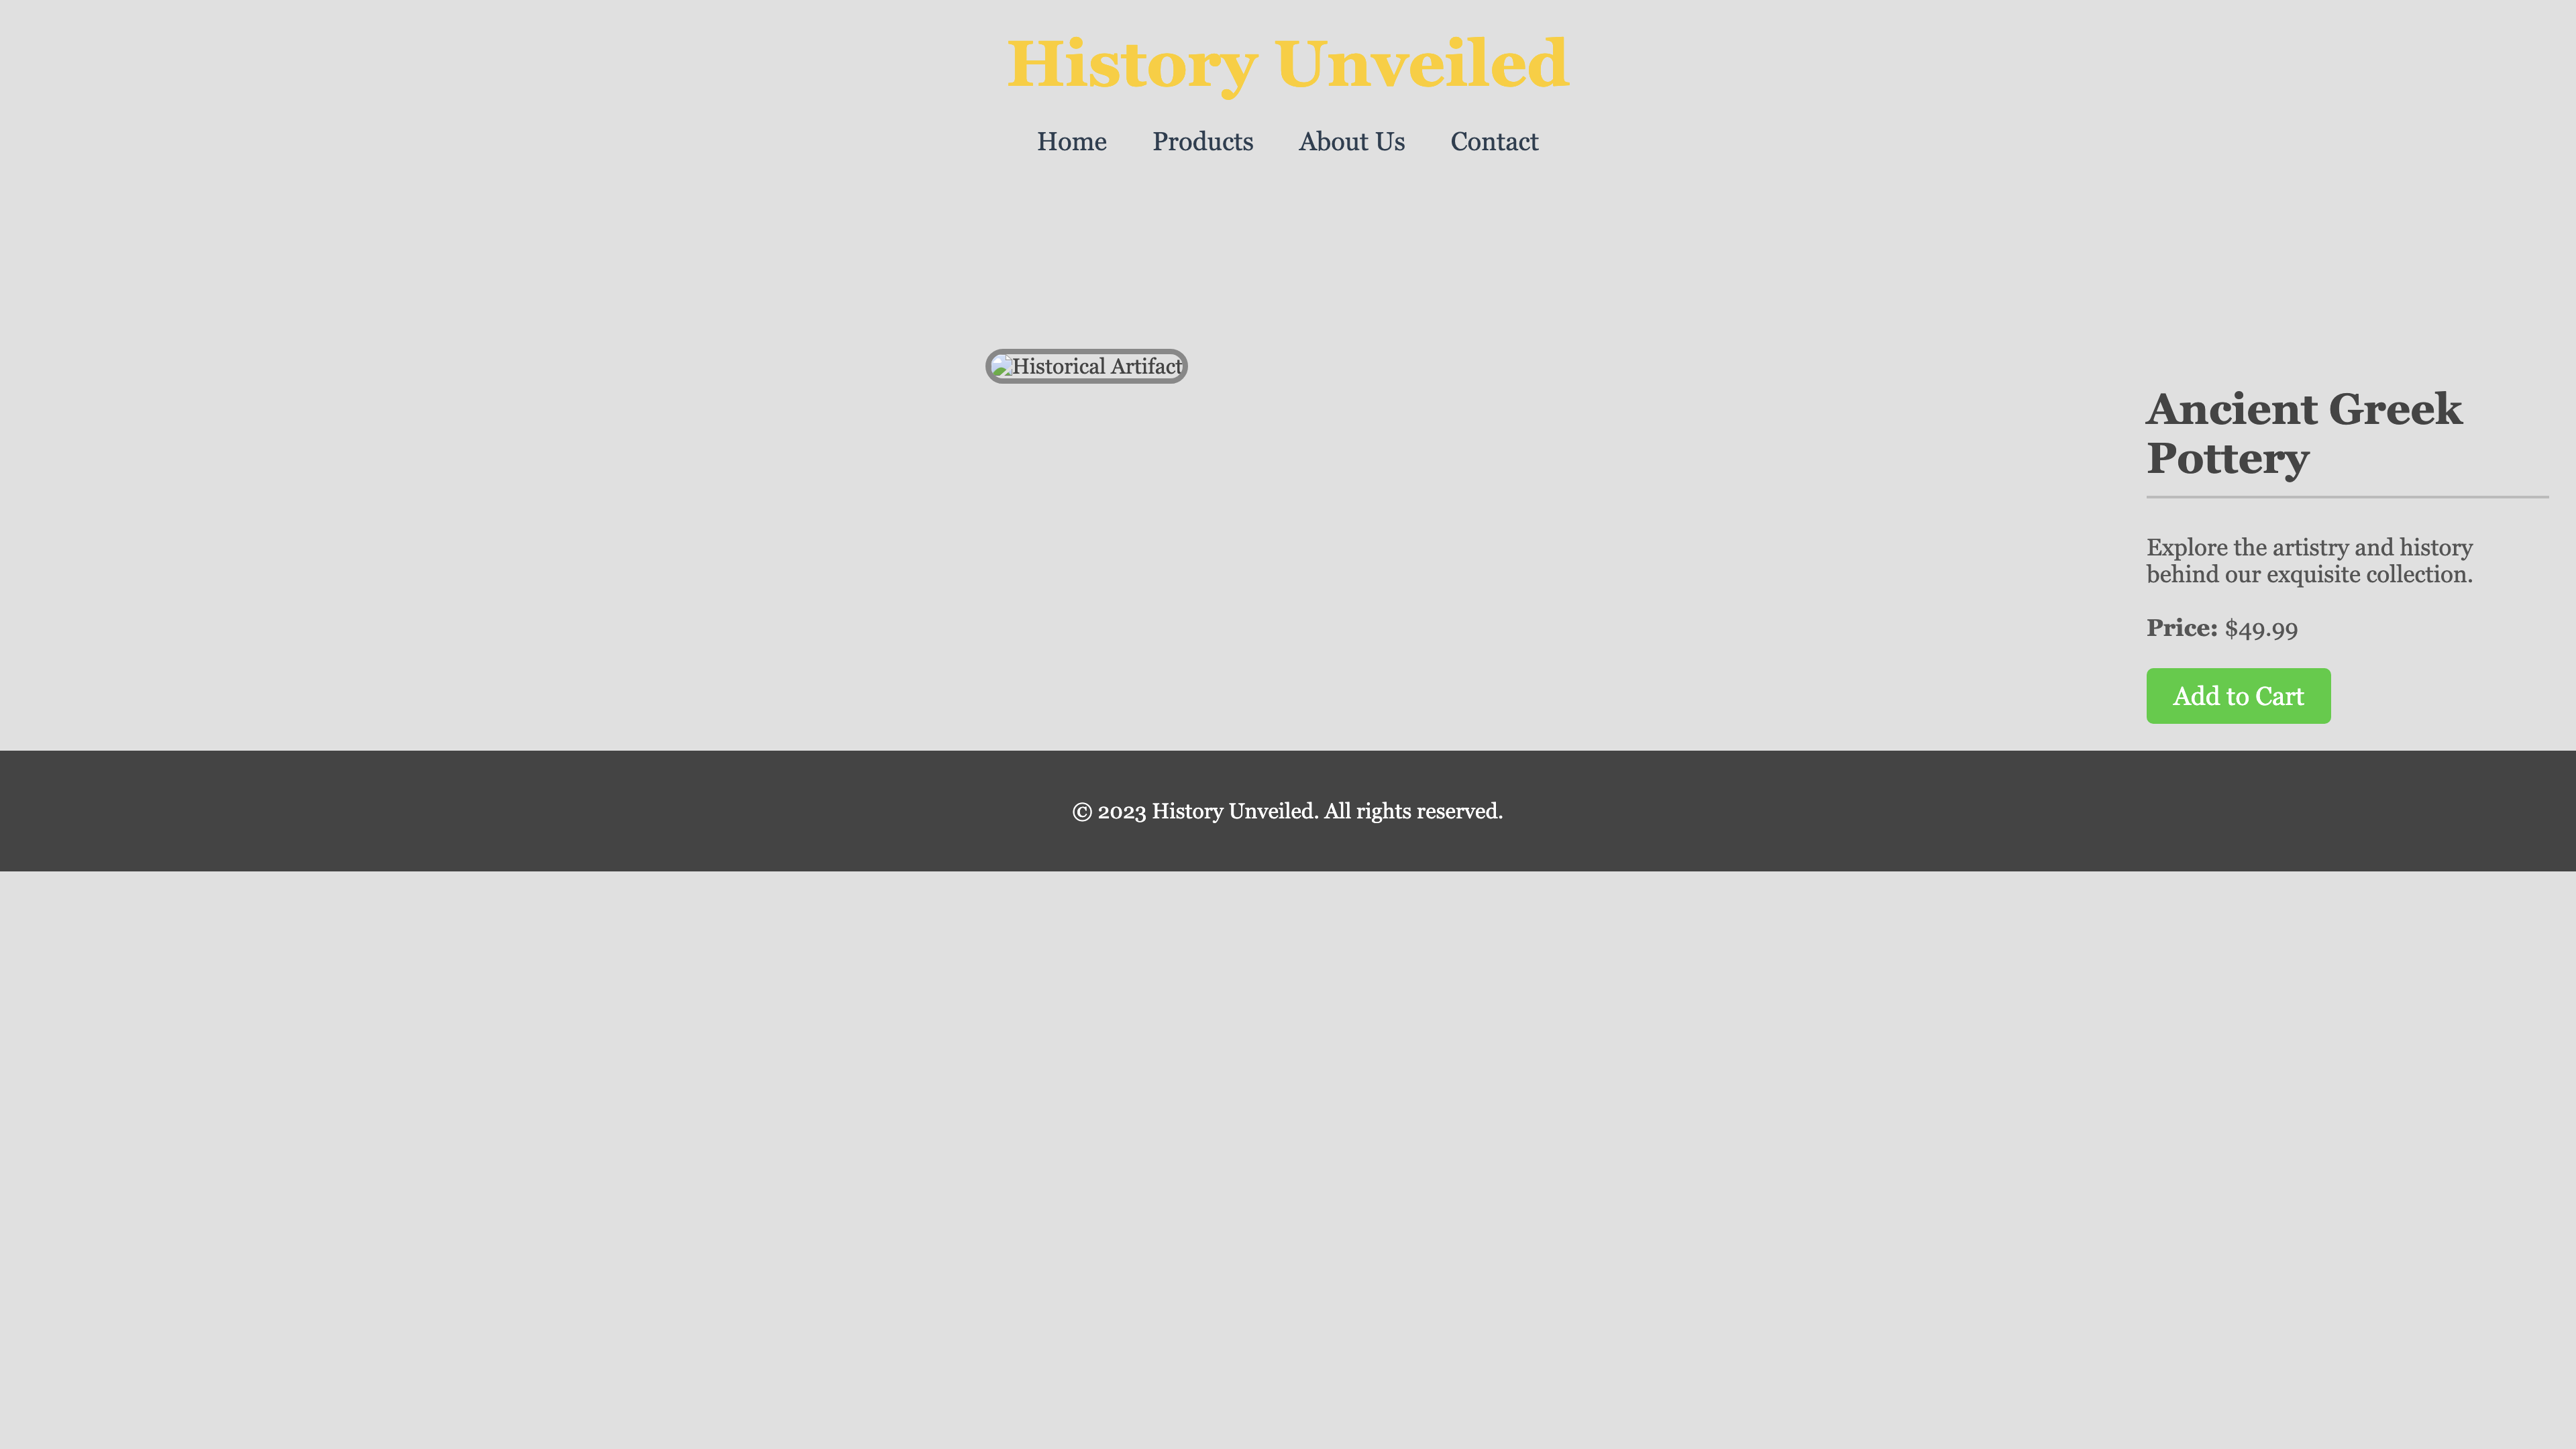 History Unveiled
Home Products About Us Contact
Historical Artifact
Ancient Greek
Pottery
Explore the artistry and history
behind our exquisite collection.
Price: $49.99
Add to Cart
© 2023 History Unveiled. All rights reserved.